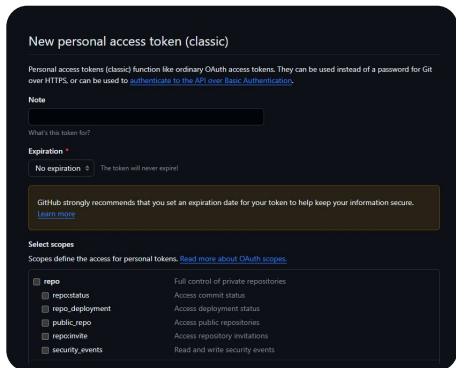 New personal access token (classic)
Personal access tokens (classic) function like ordinary OAuth access tokens. They can be used instead of a password for Git
over HTTPS, or can be used to authenticate to the API over Basic Authentication.
Note
What's this token for?
Expiration *
No expiration The token will never expire!
GitHub strongly recommends that you set an expiration date for your token to help keep your information secure.
Learn more
Select scopes
Scopes define the access for personal tokens. Read more about OAuth scopes.
repo Full control of private repositories
repo:status Access commit status
repo_deployment Access deployment status
public_repo Access public repositories
repo:invite Access repository invitations
security_events Read and write security events